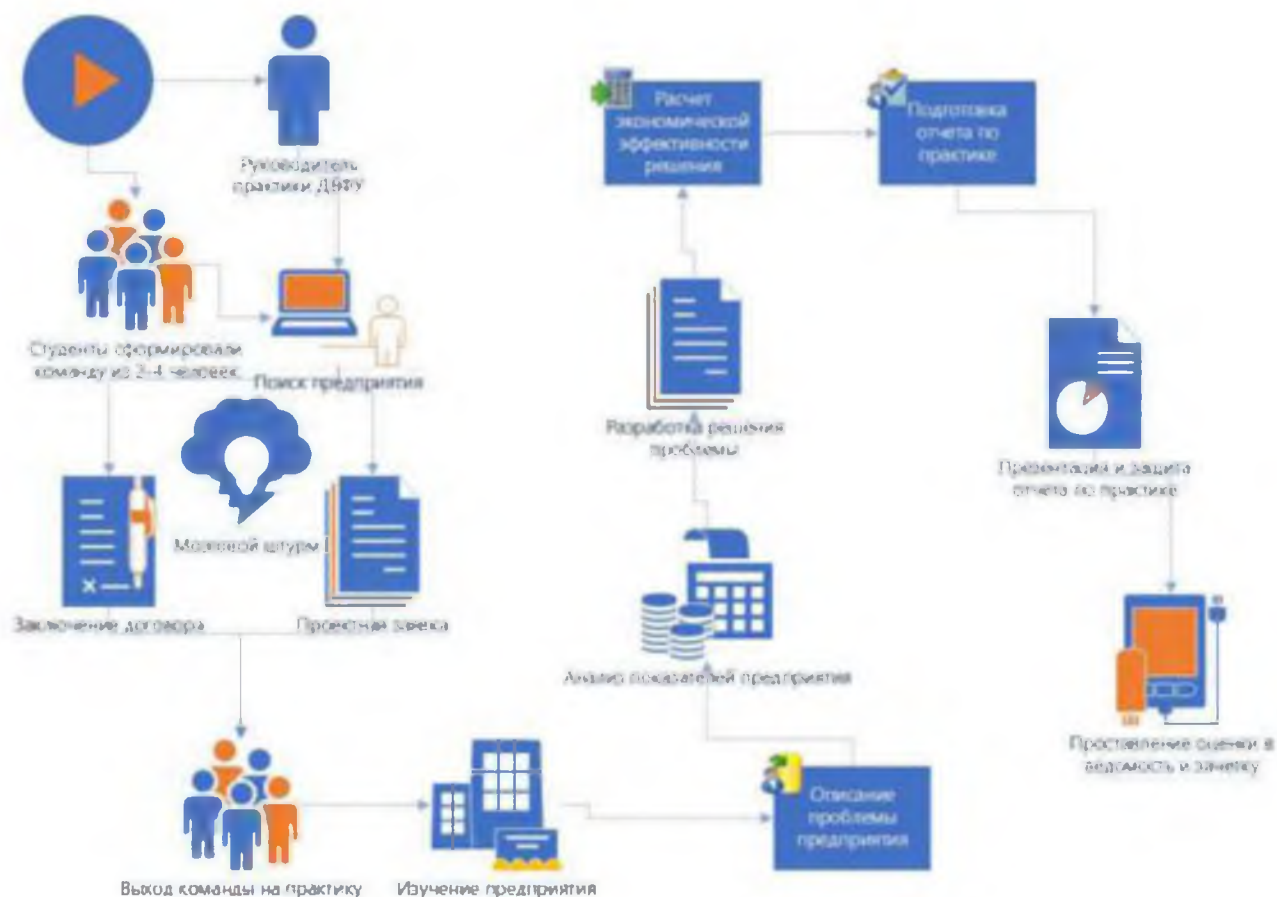 Руководитель
практики ДВФУ
Студенты сформировали
команду из 2-4 человек
Поиск предприятия
Мозговой штурм
Заключение договора
Проектная заявка
Выход команды на практику
Изучение предприятия
Описание
проблемы
предприятия
Анализ показателей предприятия
Разработка решения
проблемы
Расчет
экономической
эффективности
решения
Подготовка
отчета по
практике
Презентация и защита
отчета по практике
Проставление оценки в
ведомость и зачетку